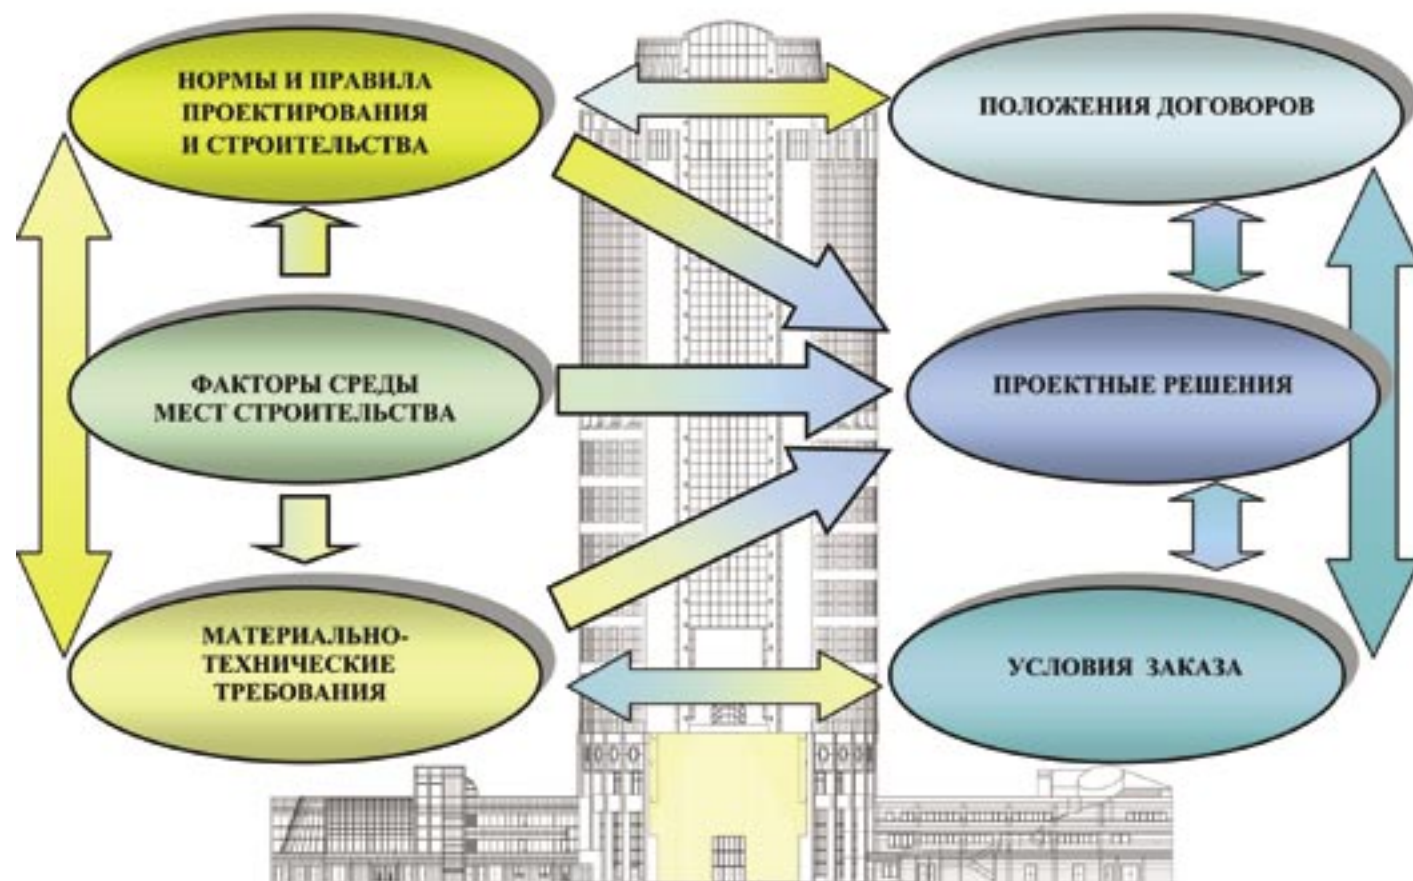 НОРМЫ И ПРАВИЛА
ПРОЕКТИРОВАНИЯ
И СТРОИТЕЛЬСТВА
ПОЛОЖЕНИЯ ДОГОВОРОВ
ФАКТОРЫ СРЕДЫ
МЕСТ СТРОИТЕЛЬСТВА
ПРОЕКТНЫЕ РЕШЕНИЯ
МАТЕРИАЛЬНО-
ТЕХНИЧЕСКИЕ
ТРЕБОВАНИЯ
УСЛОВИЯ ЗАКАЗА